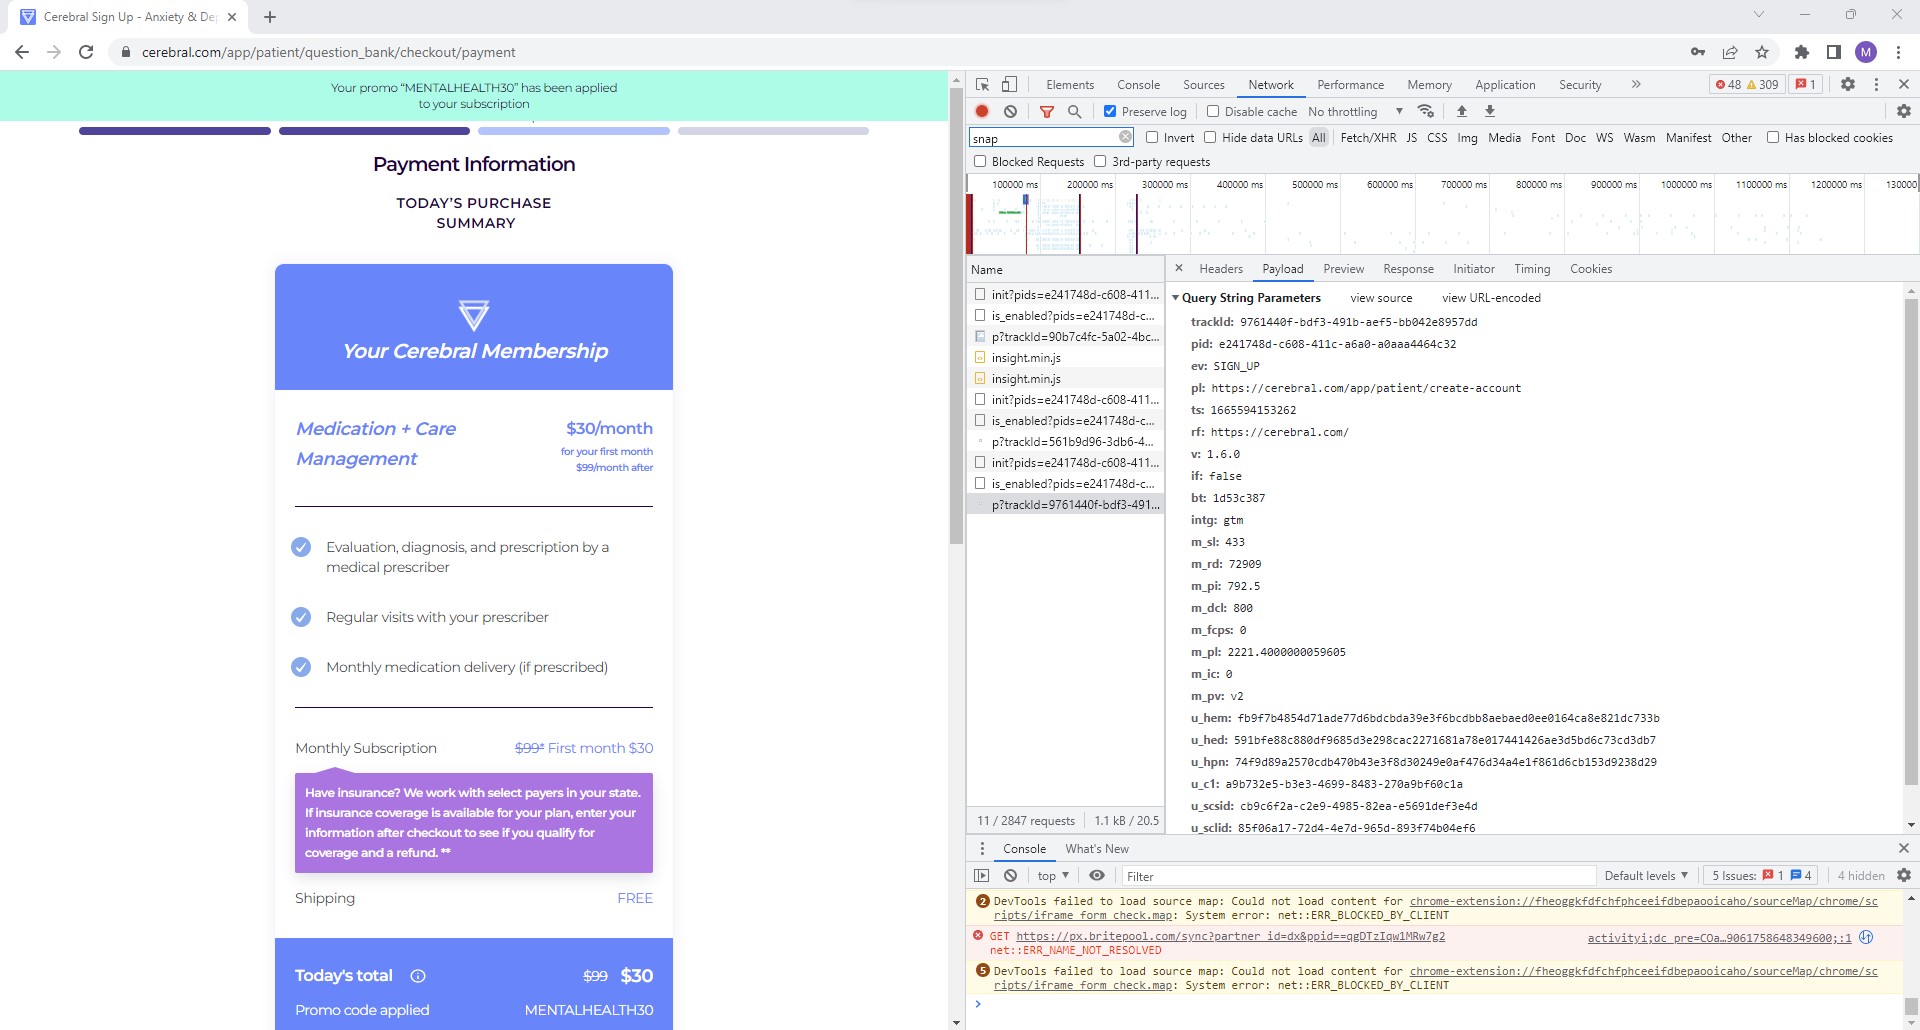 Cerebral Sign Up - Anxiety & De
cerebral.com/app/patient/question_bank/checkout/payment
M
Your promo “MENTALHEALTH30” has been applied
to your subscription
Payment Information
TODAY’S PURCHASE
SUMMARY
Your Cerebral Membership
Medication + Care
Management
$30/month
for your first month
$99/month after
Evaluation, diagnosis, and prescription by a
medical prescriber
Regular visits with your prescriber
Monthly medication delivery (if prescribed)
Monthly Subscription $99* First month $30
Have insurance? We work with select payers in your state.
If insurance coverage is available for your plan, enter your
information after checkout to see if you qualify for
coverage and a refund. **
Shipping FREE
Today's total $99 $30
Promo code applied MENTALHEALTH30
Elements Console Sources Network Performance Memory Application Security » 48 309 1
Preserve log Disable cache No throttling
snap Invert Hide data URLs All Fetch/XHR JS CSS Img Media Font Doc WS Wasm Manifest Other Has blocked cookies
Blocked Requests 3rd-party requests
100000 ms 200000 ms 300000 ms 400000 ms 500000 ms 600000 ms 700000 ms 800000 ms 900000 ms 1000000 ms 1100000 ms 1200000 ms 130000
Name
init?pids=e241748d-c608-411...
is_enabled?pids=e241748d-c...
p?trackId=90b7c4fc-5a02-4bc...
insight.min.js
insight.min.js
init?pids=e241748d-c608-411...
is_enabled?pids=e241748d-c...
p?trackId=561b9d96-3db6-4...
init?pids=e241748d-c608-411...
is_enabled?pids=e241748d-c...
p?trackId=9761440f-bdf3-491...
11 / 2847 requests 1.1 kB / 20.5
Headers Payload Preview Response Initiator Timing Cookies
Query String Parameters view source view URL-encoded
trackId: 9761440f-bdf3-491b-aef5-bb042e8957dd
pid: e241748d-c608-411c-a6a0-a0aaa4464c32
ev: SIGN_UP
pl: https://cerebral.com/app/patient/create-account
ts: 1665594153262
rf: https://cerebral.com/
v: 1.6.0
if: false
bt: 1d53c387
intg: gtm
m_sl: 433
m_rd: 72909
m_pi: 792.5
m_dcl: 800
m_fcps: 0
m_pl: 2221.4000000059605
m_ic: 0
m_pv: v2
u_hem: fb9f7b4854d71ade77d6bdcbda39e3f6bcdbb8aebaed0ee0164ca8e821dc733b
u_hed: 591bfe88c880df9685d3e298cac2271681a78e017441426ae3d5bd6c73cd3db7
u_hpn: 74f9d89a2570cdb470b43e3f8d30249e0af476d34a4e1f861d6cb153d9238d29
u_c1: a9b732e5-b3e3-4699-8483-270a9bf60c1a
u_scsid: cb9c6f2a-c2e9-4985-82ea-e5691def3e4d
u_sclid: 85f06a17-72d4-4e7d-965d-893f74b04ef6
Console What's New
top Filter Default levels 5 Issues: 1 4 4 hidden
2 DevTools failed to load source map: Could not load content for chrome-extension://fheoggkfdfchfphceeifdbepaooicaho/sourceMap/chrome/sc
ripts/iframe_form_check.map: System error: net::ERR_BLOCKED_BY_CLIENT
GET https://px.britepool.com/sync?partner_id=dx&ppid==qgDTzIqw1MRw7g2 activityi;dc_pre=COa…9061758648349600;:1
net::ERR_NAME_NOT_RESOLVED
5 DevTools failed to load source map: Could not load content for chrome-extension://fheoggkfdfchfphceeifdbepaooicaho/sourceMap/chrome/sc
ripts/iframe_form_check.map: System error: net::ERR_BLOCKED_BY_CLIENT